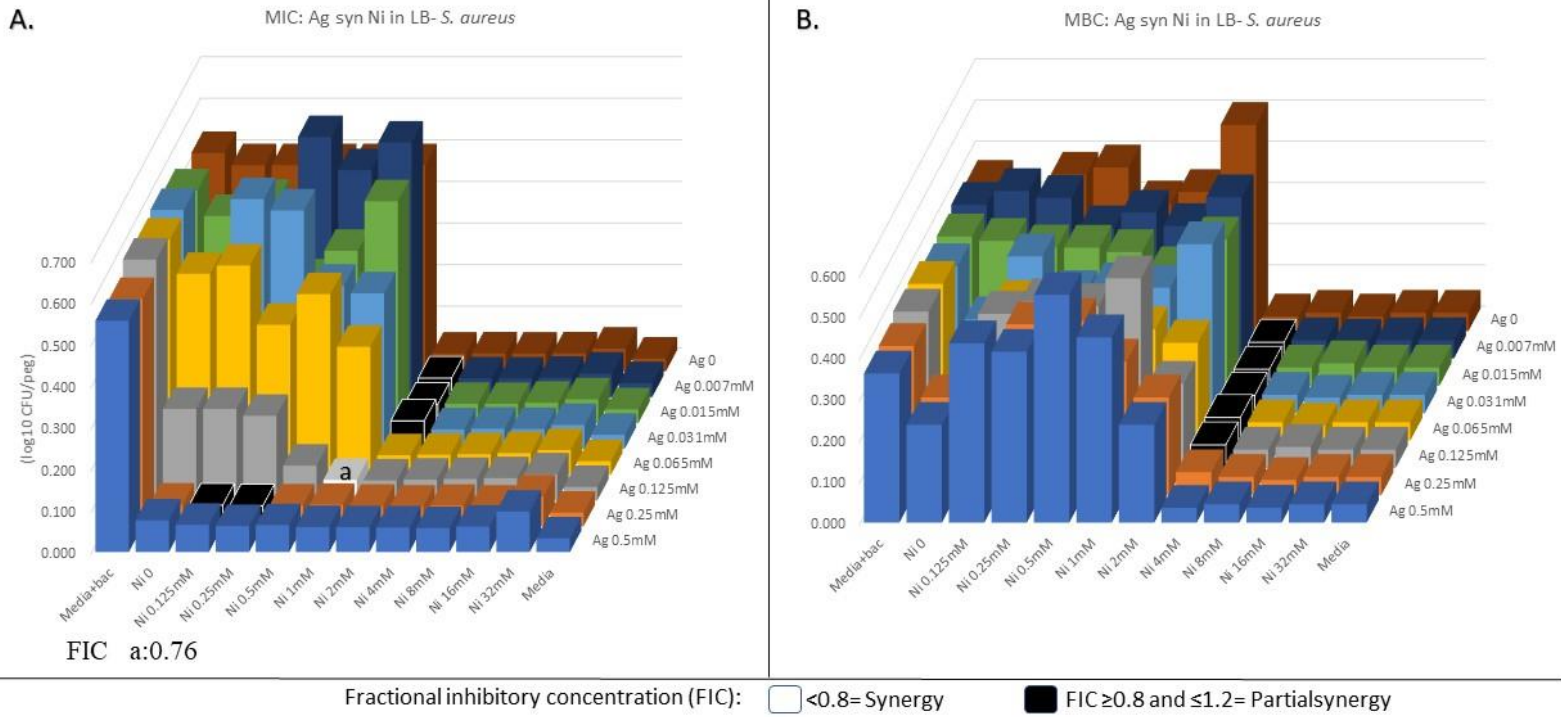 A.
MIC: Ag syn Ni in LB- S. aureus
0.700
0.600
0.500
0.400
0.300
0.200
0.100
0.000
(log10 CFU/peg)
a
Ag 0
Ag 0.007mM
Ag 0.015mM
Ag 0.031mM
Ag 0.065mM
Ag 0.125mM
Ag 0.25mM
Ag 0.5mM
Media+bac
Ni 0
Ni 0.125mM
Ni 0.25mM
Ni 0.5mM
Ni 1mM
Ni 2mM
Ni 4mM
Ni 8mM
Ni 16mM
Ni 32mM
Media
FIC a:0.76
B.
MBC: Ag syn Ni in LB- S. aureus
0.600
0.500
0.400
0.300
0.200
0.100
0.000
Ag 0
Ag 0.007mM
Ag 0.015mM
Ag 0.031mM
Ag 0.065mM
Ag 0.125mM
Ag 0.25mM
Ag 0.5mM
Media+bac
Ni 0
Ni 0.125mM
Ni 0.25mM
Ni 0.5mM
Ni 1mM
Ni 2mM
Ni 4mM
Ni 8mM
Ni 16mM
Ni 32mM
Media
Fractional inhibitory concentration (FIC): <0.8= Synergy FIC ≥0.8 and ≤1.2= Partialsynergy